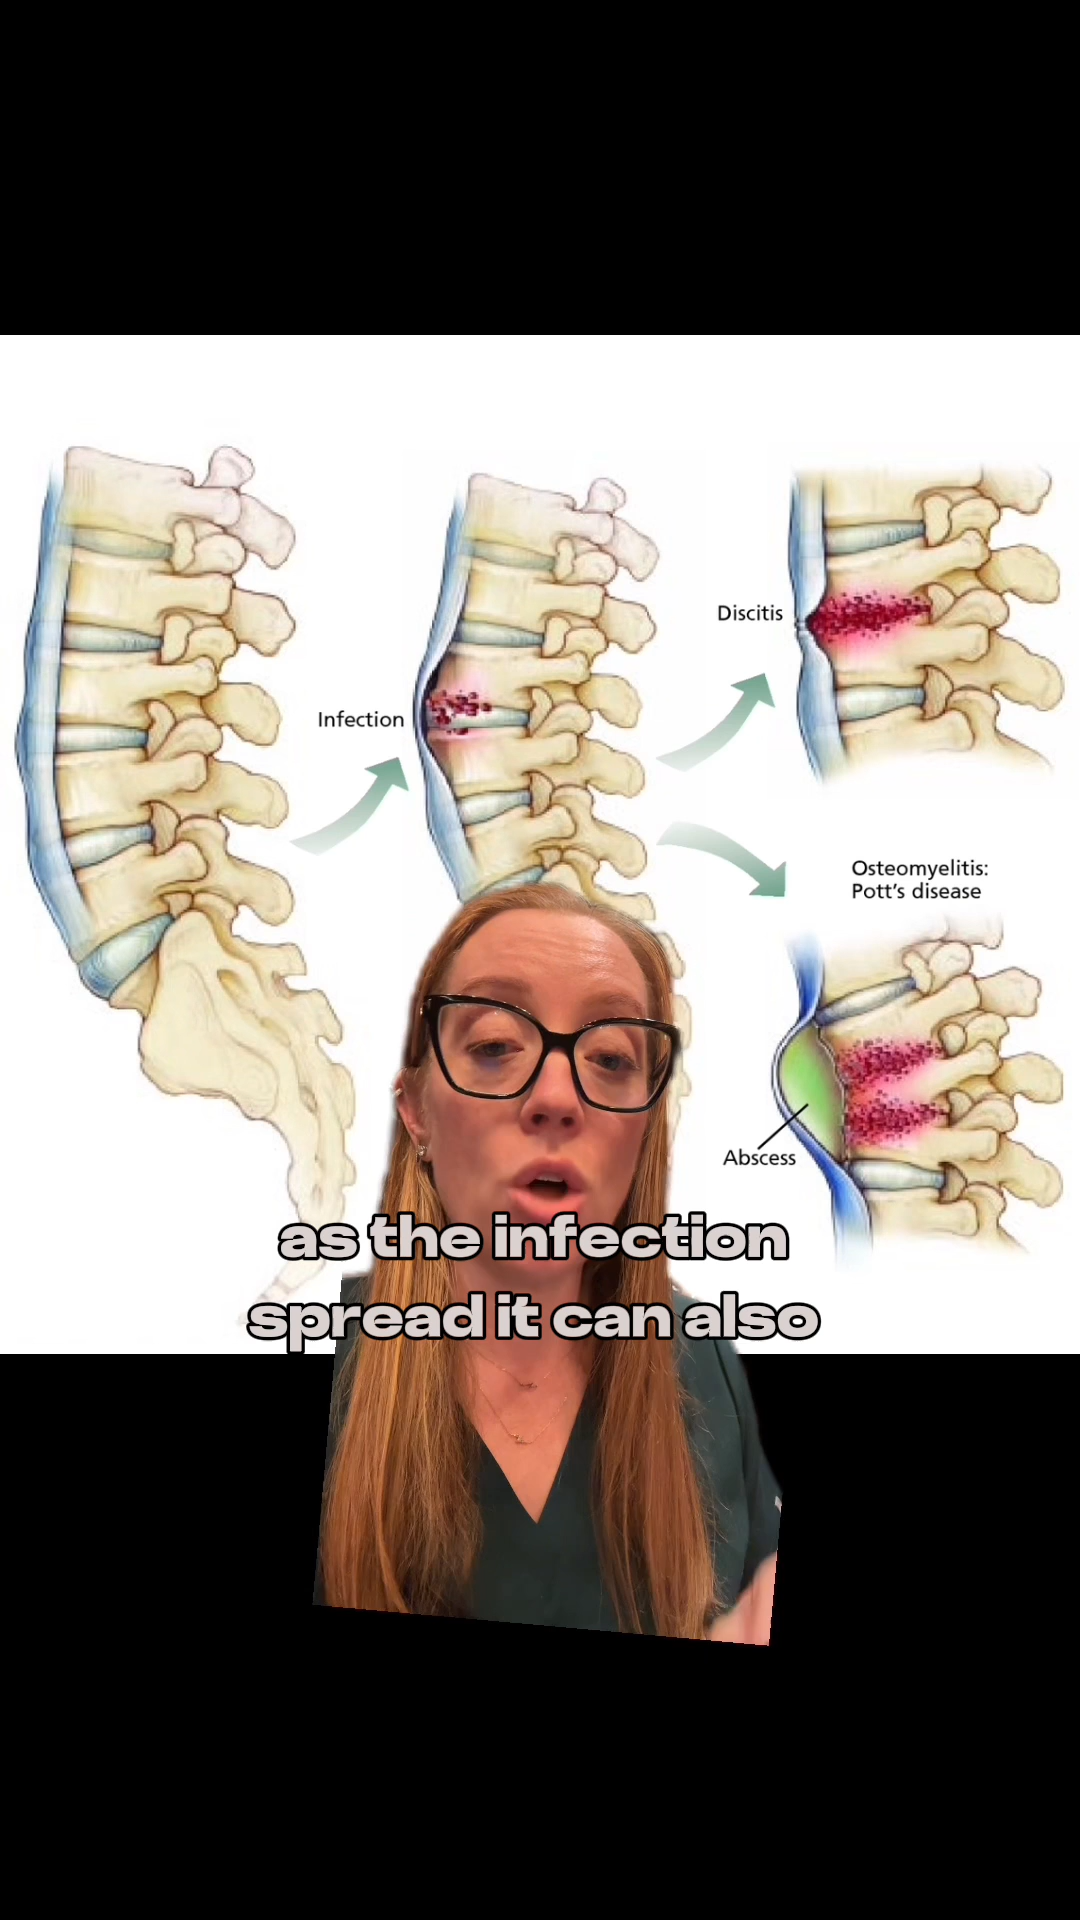 Discitis
Infection
Osteomyelitis:
Pott's disease
Abscess
as the infection
spread it can also